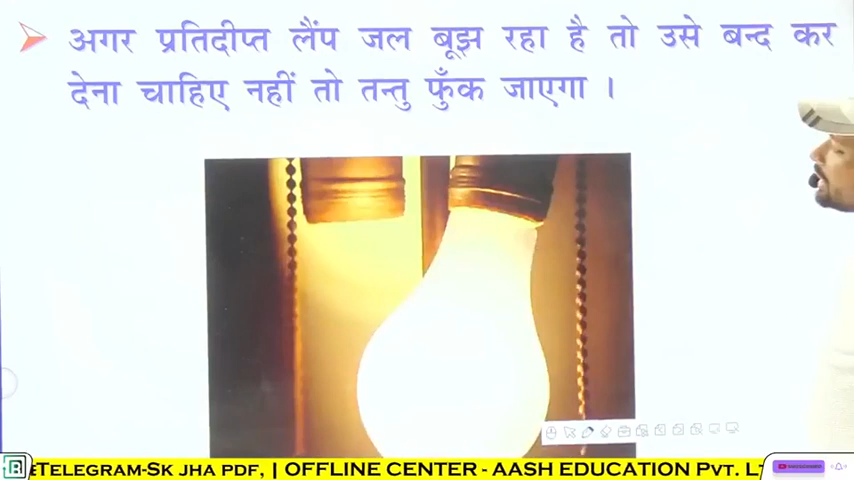 अगर प्रतिदीप्त लैंप जल बूझ रहा है तो उसे बन्द कर
देना चाहिए नहीं तो तन्तु फुँक जाएगा ।
TELEGRAM-SK JHA PDF, | OFFLINE CENTER - AASH EDUCATION PVT. LT